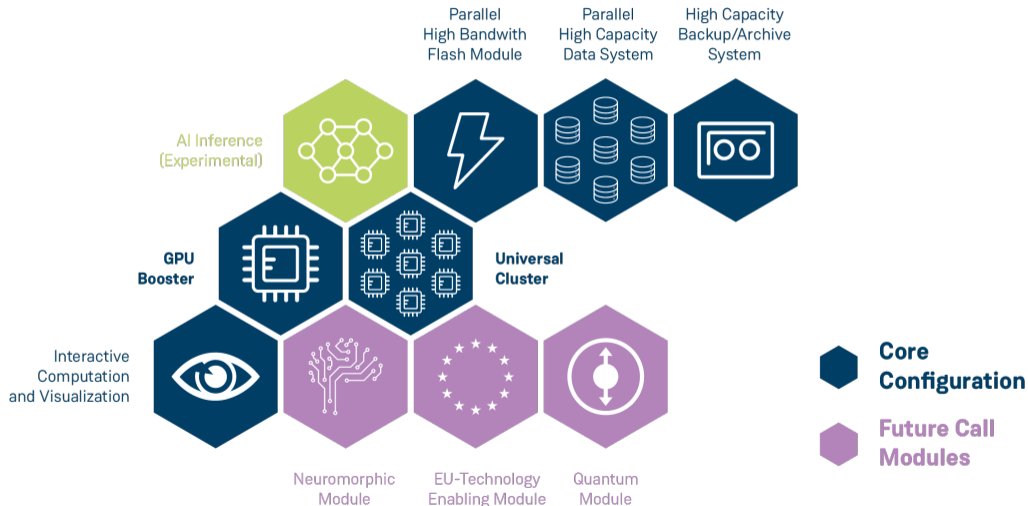 Parallel
High Bandwith
Flash Module
Parallel
High Capacity
Data System
High Capacity
Backup/Archive
System
AI Inference
(Experimental)
GPU
Booster
Universal
Cluster
Interactive
Computation
and Visualization
Core
Configuration
Future Call
Modules
Neuromorphic
Module
EU-Technology
Enabling Module
Quantum
Module